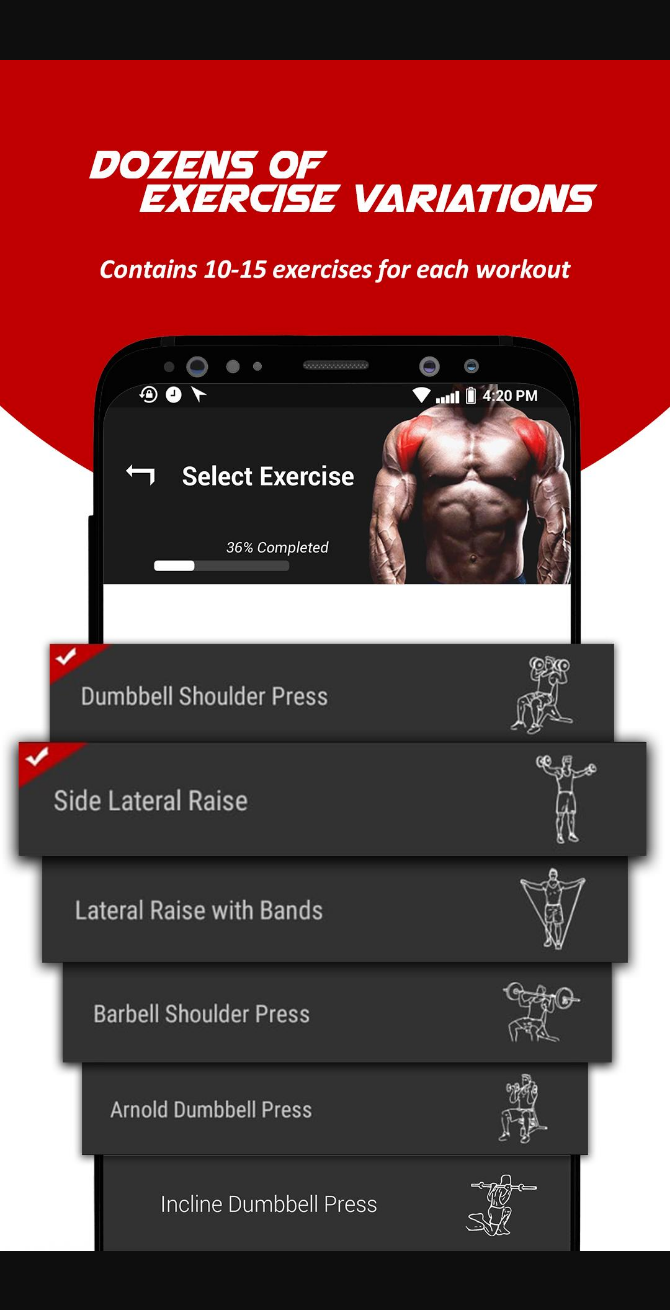 DOZENS OF
EXERCISE VARIATIONS
Contains 10-15 exercises for each workout
4:20 PM
Select Exercise
36% Completed
Dumbbell Shoulder Press
Side Lateral Raise
Lateral Raise with Bands
Barbell Shoulder Press
Arnold Dumbbell Press
Incline Dumbbell Press